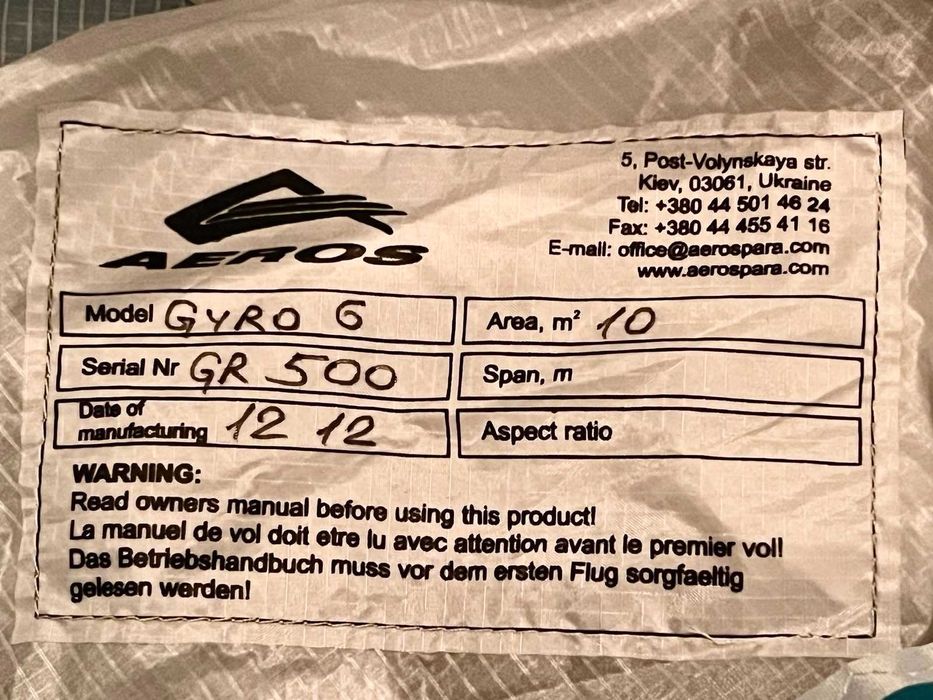 AEROS
5, Post-Volynskaya str.
Kiev, 03061, Ukraine
Tel: +380 44 501 46 24
Fax: +380 44 455 41 16
E-mail: office@aerospara.com
www.aerospara.com
Model GYRO 6
Area, m² 10
Serial Nr GR 500
Span, m
Date of
manufacturing 12 12
Aspect ratio
WARNING:
Read owners manual before using this product!
La manuel de vol doit etre lu avec attention avant le premier vol!
Das Betriebshandbuch muss vor dem ersten Flug sorgfaeltig
gelesen werden!